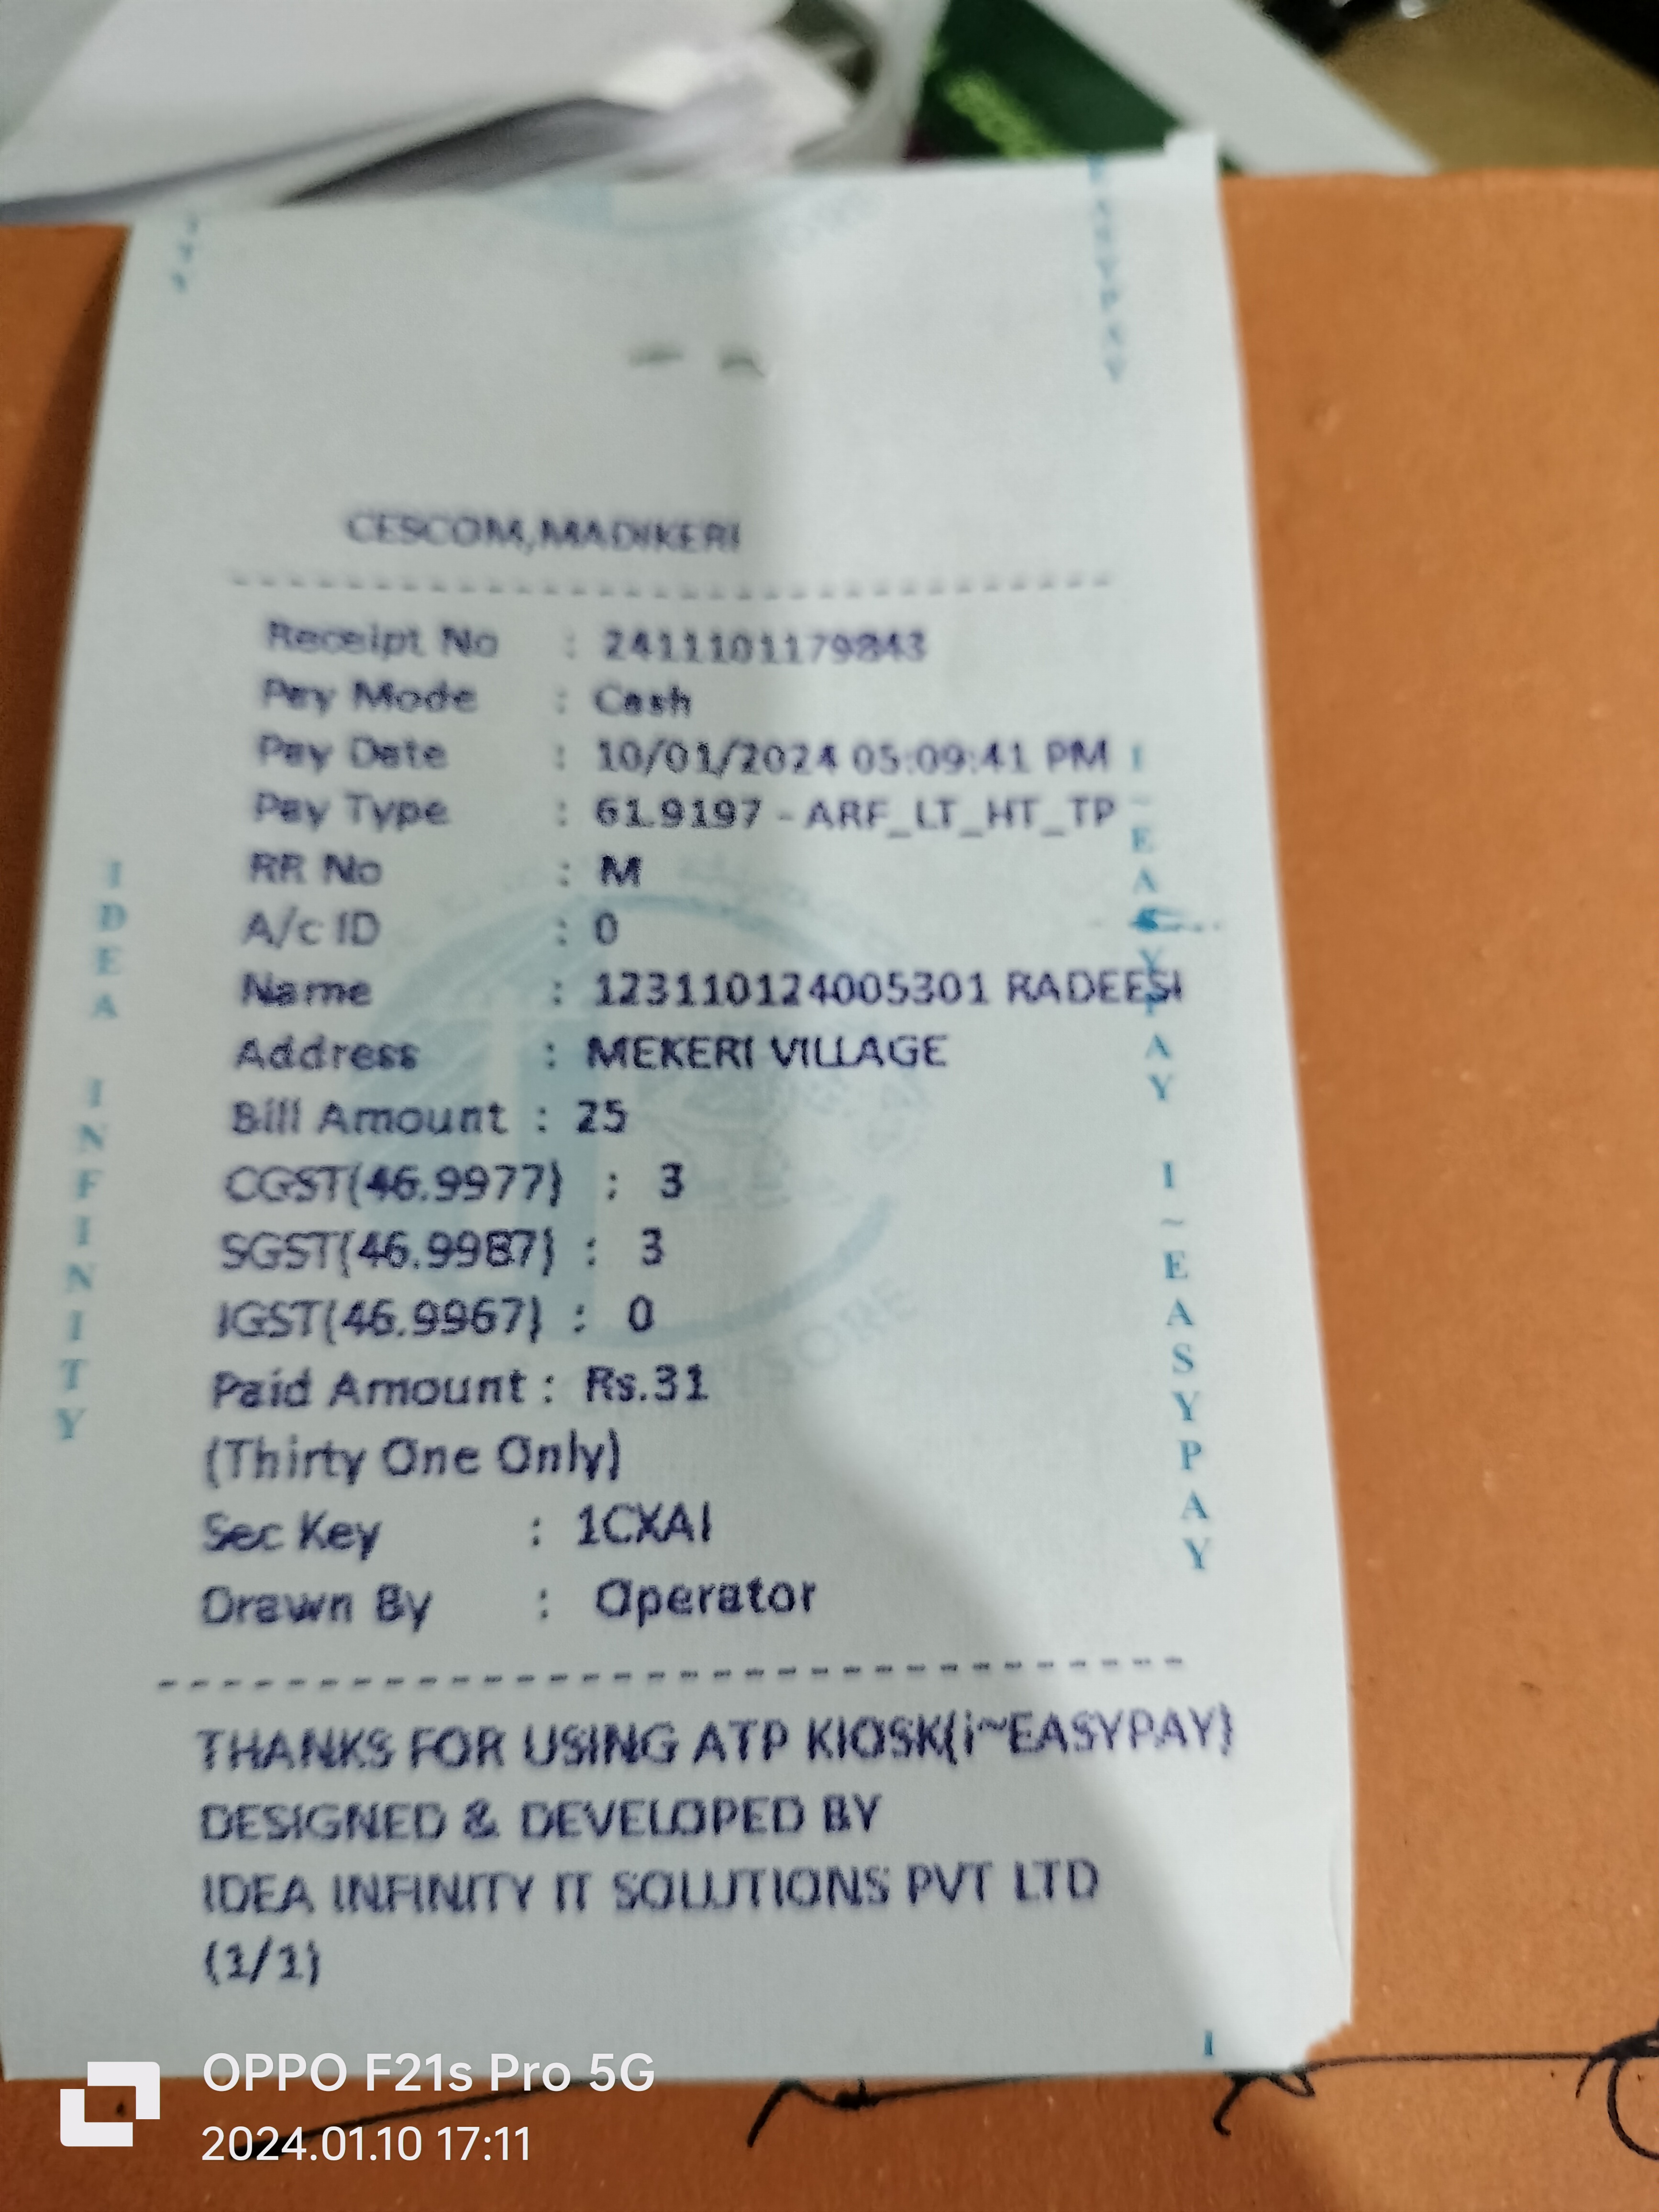 CESCOM,MADIKERI
Receipt No : 2411101179843
Pay Mode : Cash
Pay Date : 10/01/2024 05:09:41 PM
Pay Type : 61.9197 - ARF_LT_HT_TP
RR No : M
A/c ID : 0
Name : 123110124005301 RADEESI
Address : MEKERI VILLAGE
Bill Amount : 25
CGST(46.9977) : 3
SGST(46.9987) : 3
IGST(46.9967) : 0
Paid Amount : Rs.31
(Thirty One Only)
Sec Key : 1CXAI
Drawn By : Operator
THANKS FOR USING ATP KIOSK(i~EASYPAY)
DESIGNED & DEVELOPED BY
IDEA INFINITY IT SOLUTIONS PVT LTD
(1/1)
IDEA INFINITY
EASYPAY
I~EASYPAY
I~EASYPAY
I
OPPO F21s Pro 5G
2024.01.10 17:11